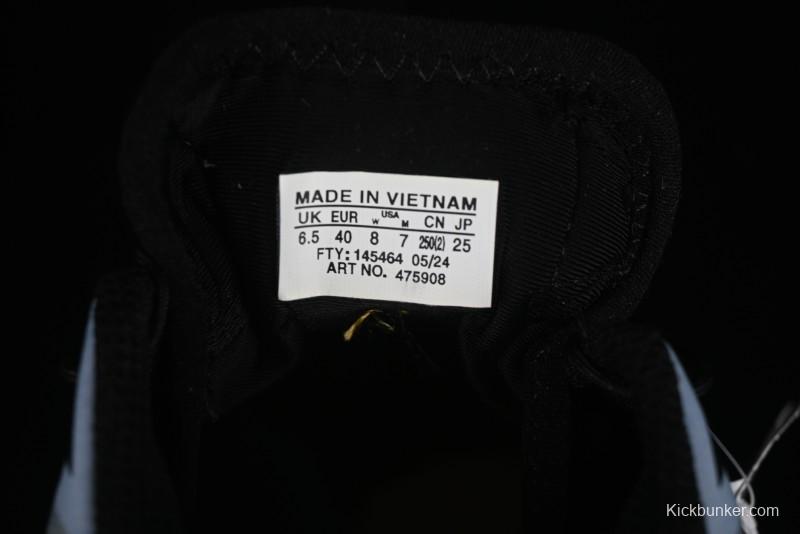 MADE IN VIETNAM
UK EUR W USA M CN JP
6.5 40 8 7 250(2) 25
FTY: 145464 05/24
ART NO. 475908
Kickbunker.com